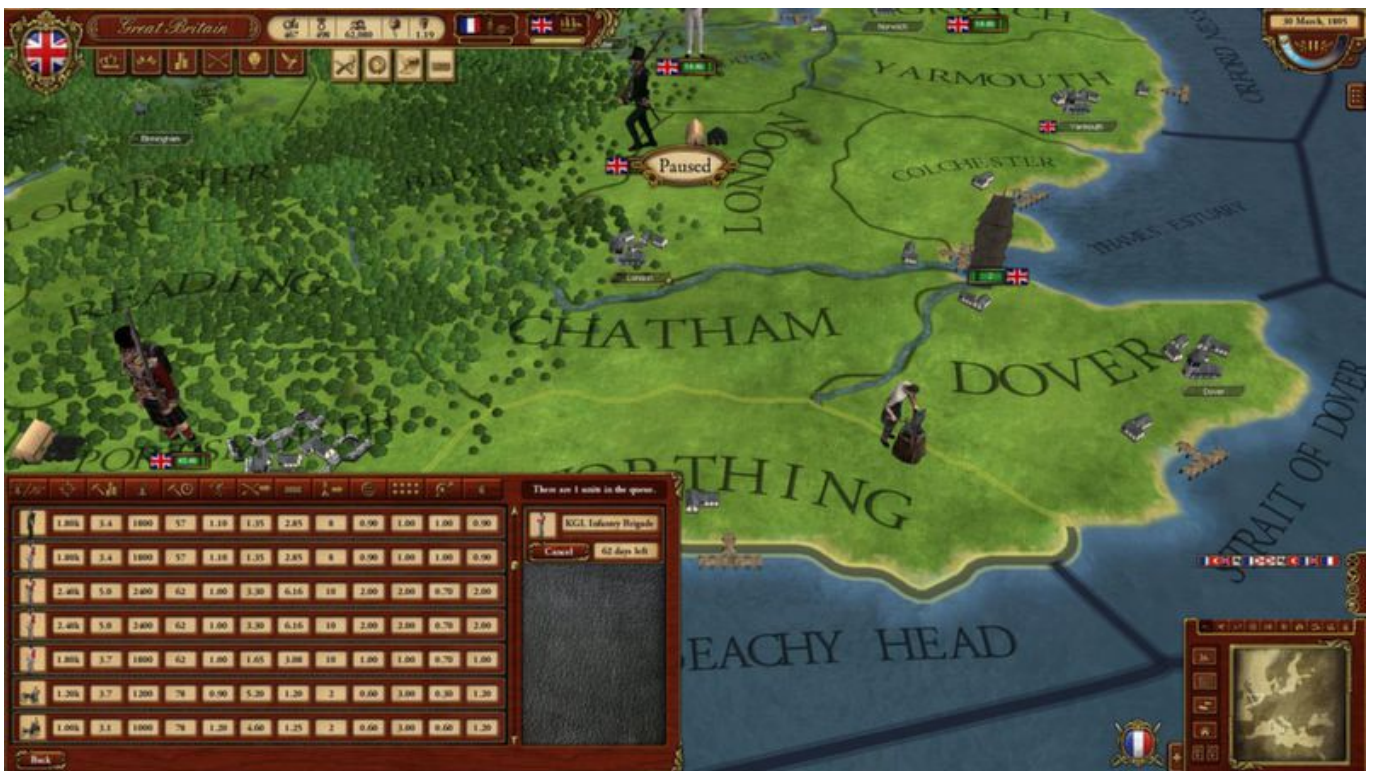 Great Britain
467
498
62,080
1.19
30 March, 1805
Norwich
YARMOUTH
Yarmouth
Birmingham
BEDFORD
Paused
LONDON
COLCHESTER
THAMES ESTUARY
London
READING
CHATHAM
DOVER
Dover
STRAIT OF DOVER
BEACHY HEAD
There are 1 units in the queue.
KGL Infantry Brigade
Cancel 62 days left
1.80k 3.4 1800 57 1.10 1.35 2.85 8 0.90 1.00 1.00 0.90
1.80k 3.4 1800 57 1.10 1.35 2.85 8 0.90 1.00 1.00 0.90
2.40k 5.0 2400 62 1.00 3.30 6.16 10 2.00 2.00 0.70 2.00
2.40k 5.0 2400 62 1.00 3.30 6.16 10 2.00 2.00 0.70 2.00
1.80k 3.7 1800 62 1.00 1.65 3.08 10 1.00 1.00 0.70 1.00
1.20k 3.7 1200 78 0.90 5.20 1.20 2 0.60 3.00 0.30 1.20
1.00k 3.1 1000 78 1.20 4.60 1.25 2 0.60 3.00 0.60 1.20
Back